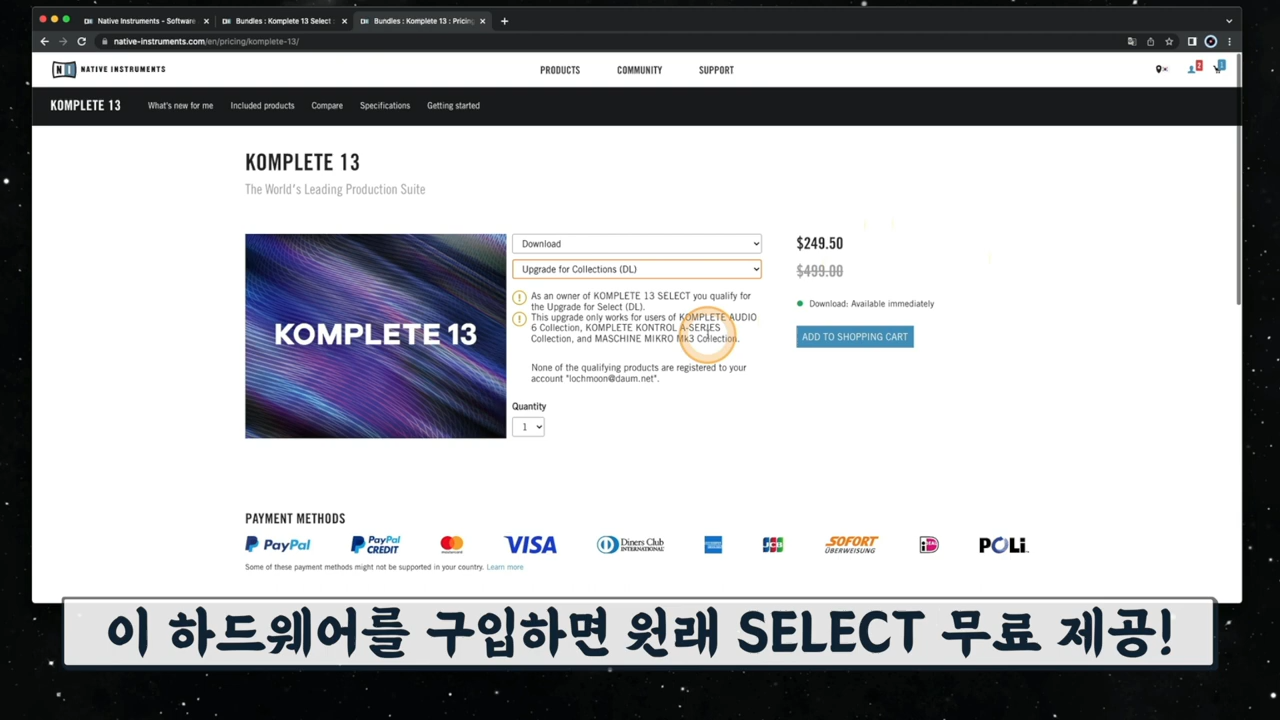 Native Instruments - Software
Bundles : Komplete 13 Select
Bundles : Komplete 13 : Pricing
native-instruments.com/en/pricing/komplete-13/
NATIVE INSTRUMENTS
PRODUCTS
COMMUNITY
SUPPORT
2
1
KOMPLETE 13
What's new for me
Included products
Compare
Specifications
Getting started
KOMPLETE 13
The World's Leading Production Suite
KOMPLETE 13
Download
Upgrade for Collections (DL)
As an owner of KOMPLETE 13 SELECT you qualify for
the Upgrade for Select (DL).
This upgrade only works for users of KOMPLETE AUDIO
6 Collection, KOMPLETE KONTROL A-SERIES
Collection, and MASCHINE MIKRO Mk3 Collection.
None of the qualifying products are registered to your
account "lochmoon@daum.net".
Quantity
1
$249.50
$499.00
Download: Available immediately
ADD TO SHOPPING CART
PAYMENT METHODS
PayPal
PayPal CREDIT
mastercard
VISA
Diners Club INTERNATIONAL
JCB
SOFORT ÜBERWEISUNG
POLi
Some of these payment methods might not be supported in your country. Learn more
이 하드웨어를 구입하면 원래 SELECT 무료 제공!